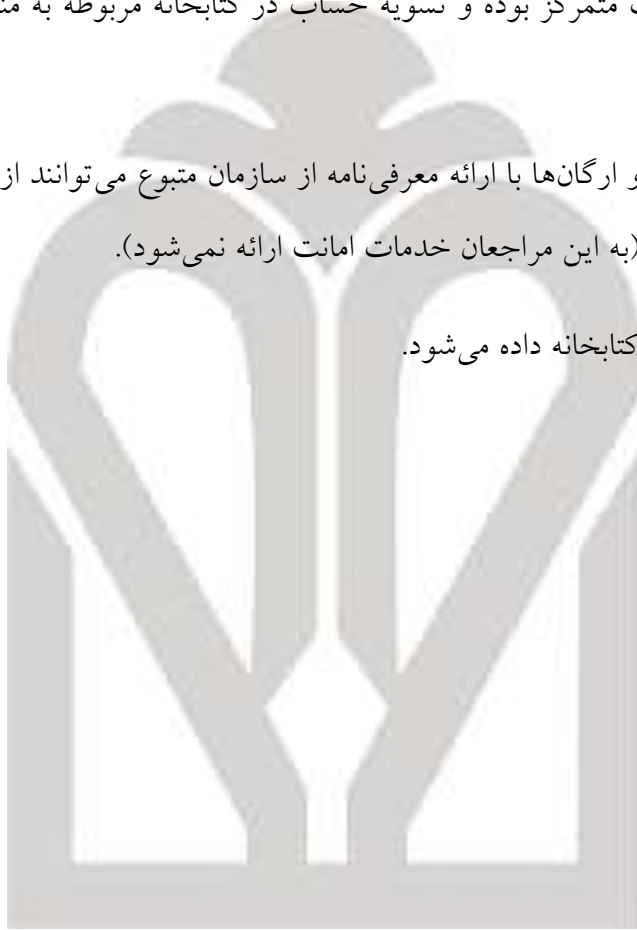 متمرکز بوده و تسویه حساب در کتابخانه مربوطه به
و ارگان‌ها با ارائه معرفی‌نامه از سازمان متبوع می‌توانند از
(به این مراجعان خدمات امانت ارائه نمی‌شود).
کتابخانه داده می‌شود.